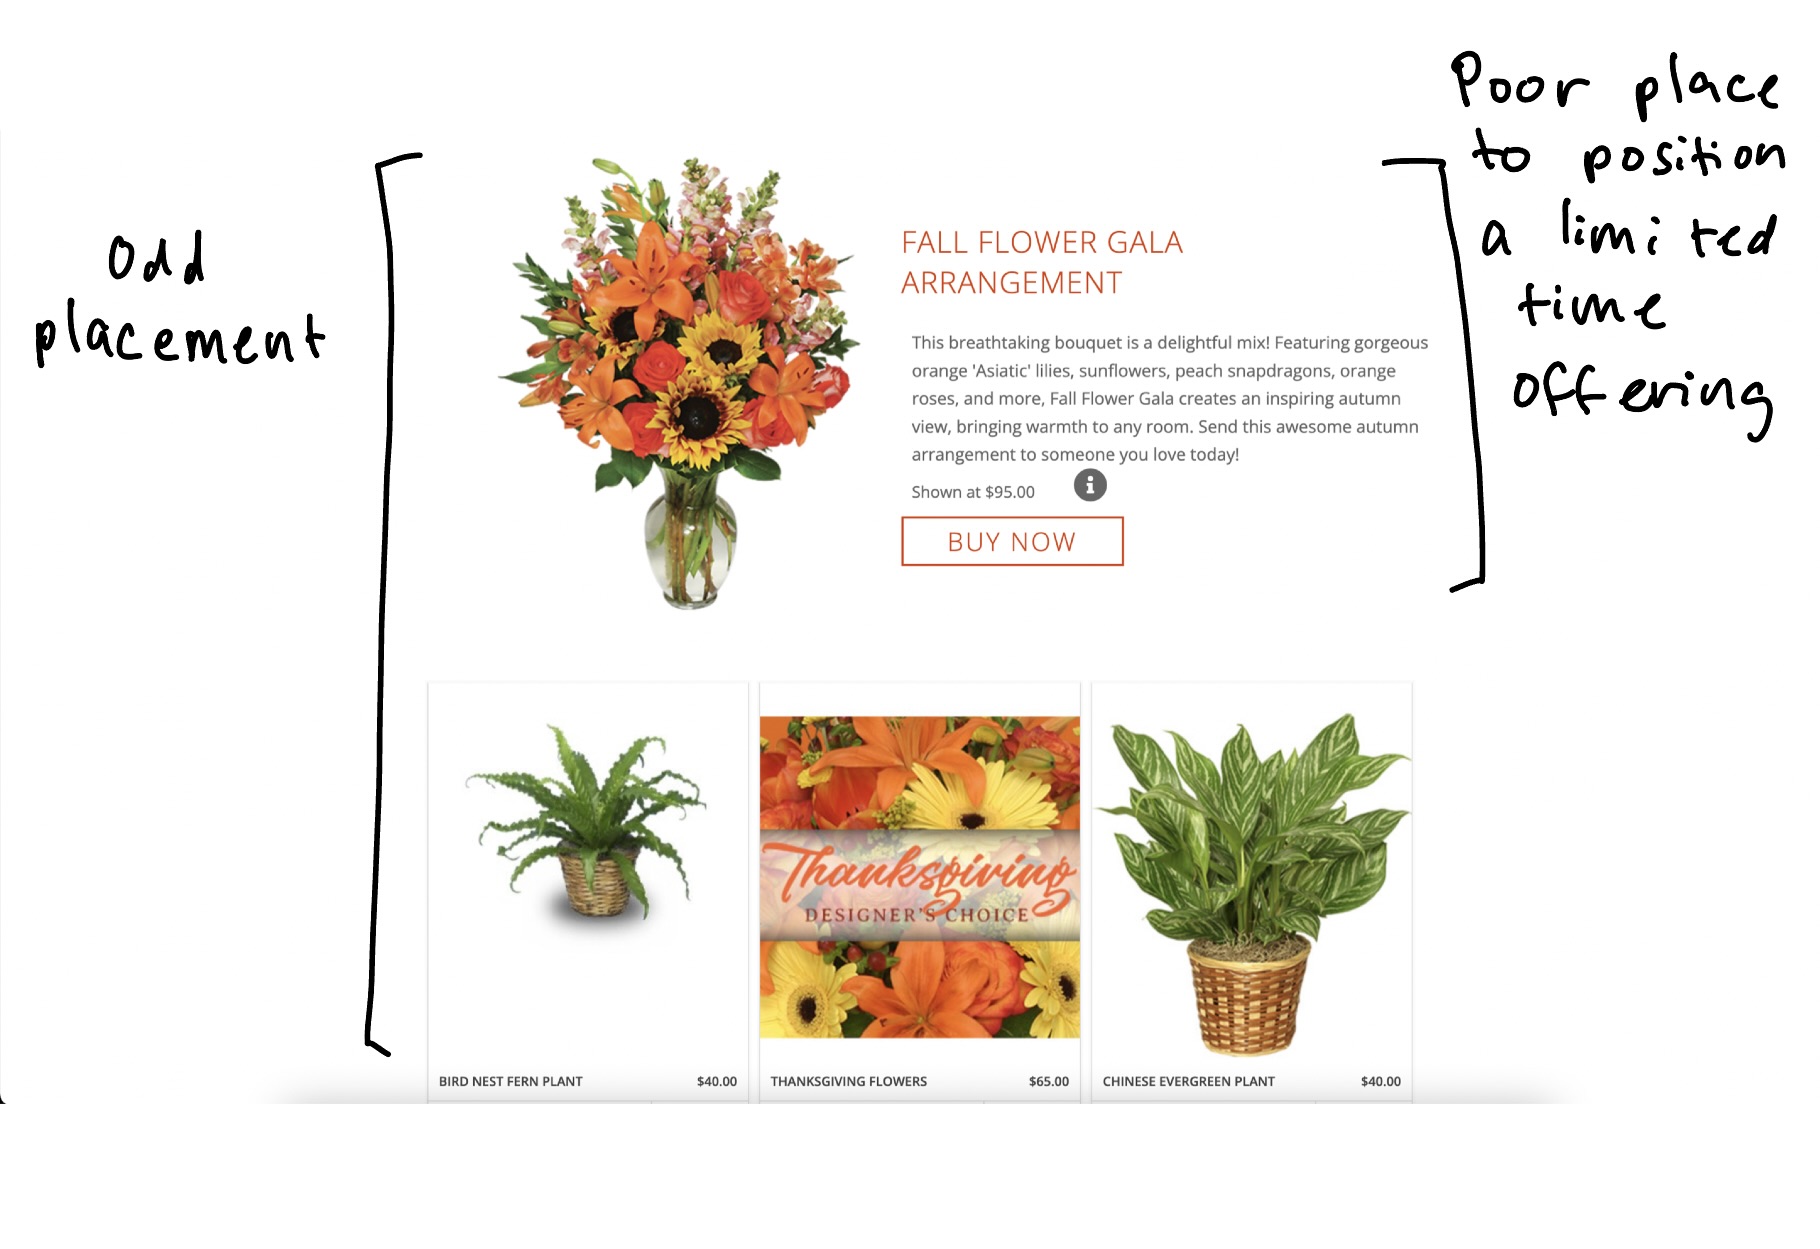 Odd
placement
Poor place
to position
a limited
time
offering
FALL FLOWER GALA
ARRANGEMENT
This breathtaking bouquet is a delightful mix! Featuring gorgeous
orange 'Asiatic' lilies, sunflowers, peach snapdragons, orange
roses, and more, Fall Flower Gala creates an inspiring autumn
view, bringing warmth to any room. Send this awesome autumn
arrangement to someone you love today!
Shown at $95.00
i
BUY NOW
Thanksgiving
DESIGNER'S CHOICE
BIRD NEST FERN PLANT $40.00
THANKSGIVING FLOWERS $65.00
CHINESE EVERGREEN PLANT $40.00